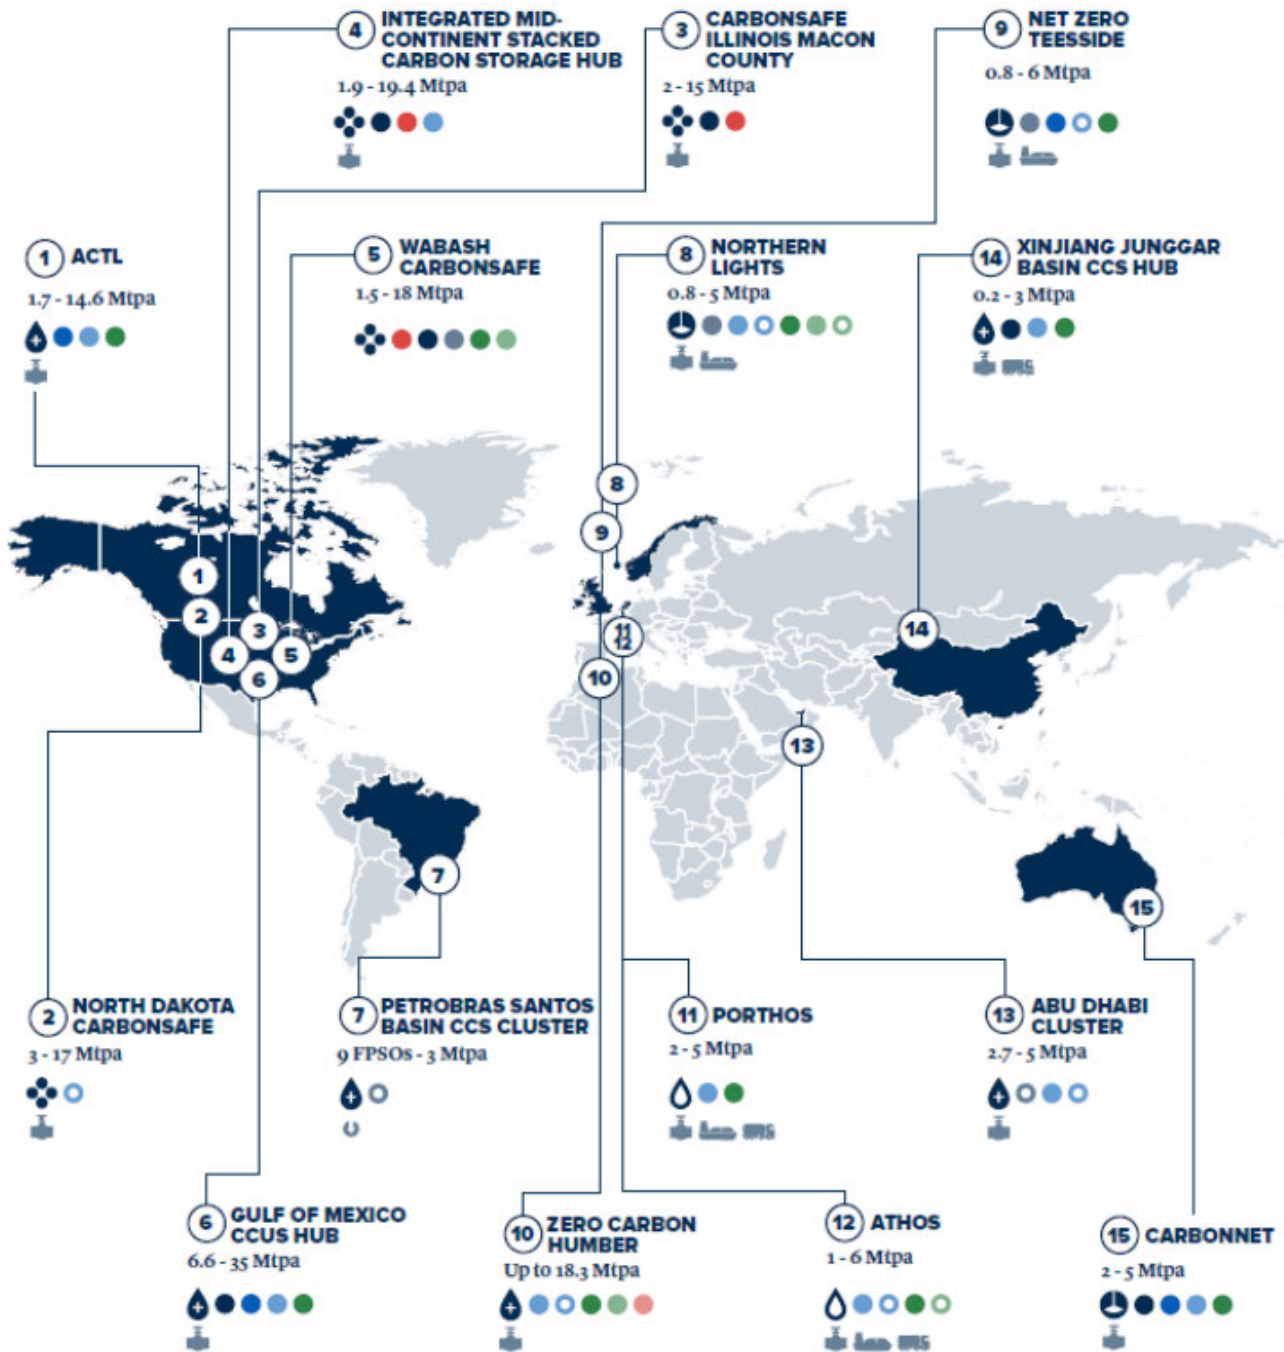 4 INTEGRATED MID-
CONTINENT STACKED
CARBON STORAGE HUB
1.9 - 19.4 Mtpa
3 CARBONSAFE
ILLINOIS MACON
COUNTY
2 - 15 Mtpa
9 NET ZERO
TEESSIDE
0.8 - 6 Mtpa
1 ACTL
1.7 - 14.6 Mtpa
5 WABASH
CARBONSAFE
1.5 - 18 Mtpa
8 NORTHERN
LIGHTS
0.8 - 5 Mtpa
14 XINJIANG JUNGGAR
BASIN CCS HUB
0.2 - 3 Mtpa
8
9
1
2
3
4
5
6
11
12
10
14
13
7
15
2 NORTH DAKOTA
CARBONSAFE
3 - 17 Mtpa
7 PETROBRAS SANTOS
BASIN CCS CLUSTER
9 FPSOs - 3 Mtpa
11 PORTHOS
2 - 5 Mtpa
13 ABU DHABI
CLUSTER
2.7 - 5 Mtpa
6 GULF OF MEXICO
CCUS HUB
6.6 - 35 Mtpa
10 ZERO CARBON
HUMBER
Up to 18.3 Mtpa
12 ATHOS
1 - 6 Mtpa
15 CARBONNET
2 - 5 Mtpa